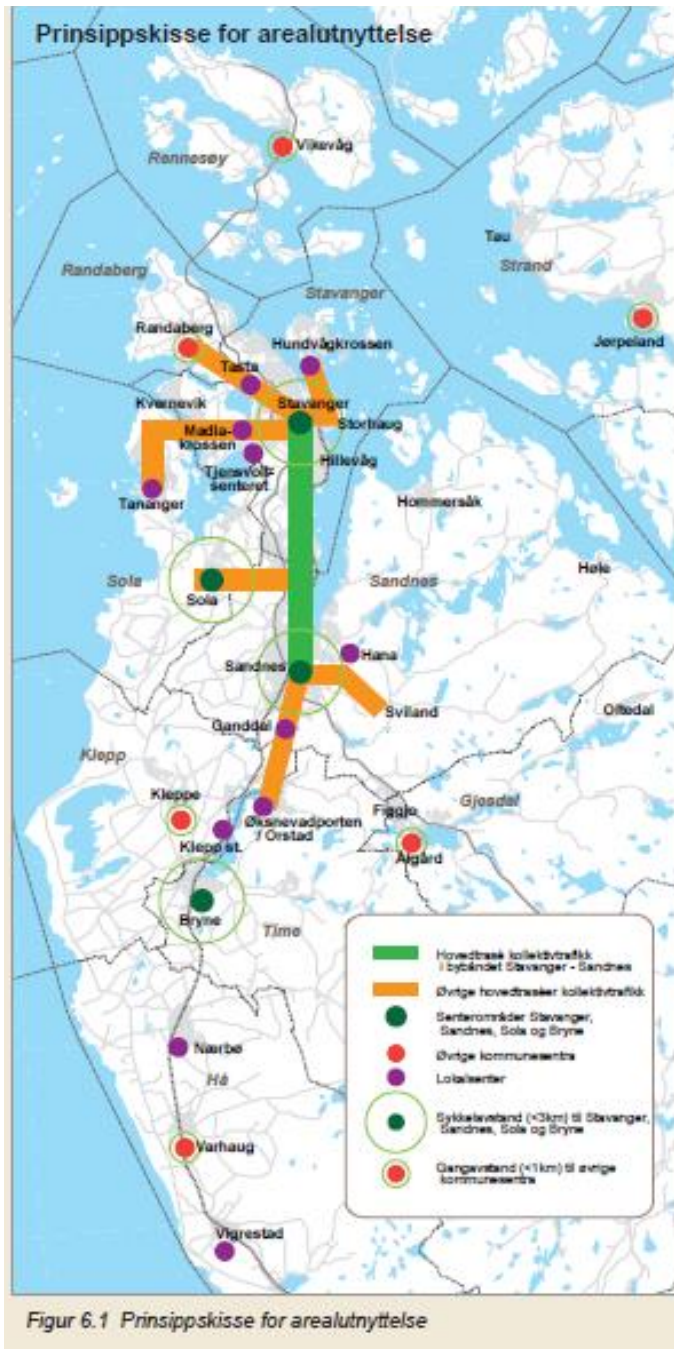 Prinsippskisse for arealutnyttelse
Vikevåg
Rennesøy
Tau
Strand
Randaberg
Stavanger
Randaberg
Hundvågkrossen
Jørpeland
Tasta
Kvernevik
Stavanger
Stortraug
Madla-
krossen
Hillevåg
Tjensvoll-
senteret
Tananger
Hommersåk
Høle
Sola
Sandnes
Sola
Hana
Sandnes
Sviland
Ganddal
Oltedal
Klepp
Gjesdal
Kleppe
Øksnevadporten
/ Orstad
Figgjo
Klepp st.
Ålgård
Bryne
Time
Hovedtrasè kollektivtrafikk
i bybåndet Stavanger - Sandnes
Øvrige hovedtrasèer kollektivtrafikk
Senterområder Stavanger,
Sandnes, Sola og Bryne
Nærbø
Øvrige kommunesentra
Hå
Lokalsenter
Sykkelavstand (<3km) til Stavanger,
Sandnes, Sola og Bryne
Varhaug
Gangavstand (<1km) til øvrige
kommunesentra
Vigrestad
Figur 6.1 Prinsippskisse for arealutnyttelse